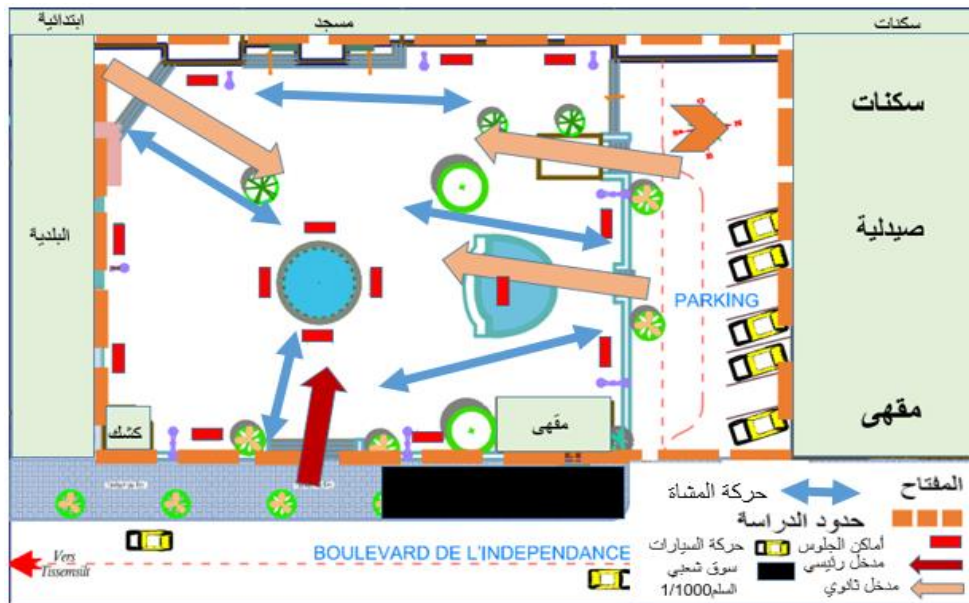 ابتدائية
مسجد
سكنات
سكنات
البلدية
صيدلية
PARKING
مقهى
كشك
مقهى
المفتاح
حركة المشاة
حدود الدراسة
أماكن الجلوس
حركة السيارات
مدخل رئيسي
سوق شعبي
مدخل ثانوي
السلم1/1000
BOULEVARD DE L'INDEPENDANCE
Vers
Tissemsilt